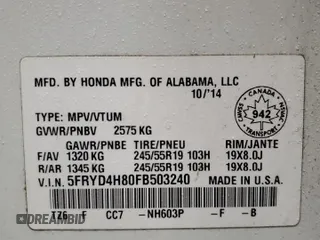 MFD. BY HONDA MFG. OF ALABAMA, LLC
10/'14
TYPE: MPV/VTUM
GVWR/PNBV 2575 KG
GAWR/PNBE TIRE/PNEU RIM/JANTE
F/AV 1320 KG 245/55R19 103H 19X8.0J
R/AR 1345 KG 245/55R19 103H 19X8.0J
V.I.N. 5FRYD4H80FB503240 MADE IN U.S.A.
TZ6 F CC7 -NH603P -F -B
CANADA
942
TRANSPORT
DREAMBID